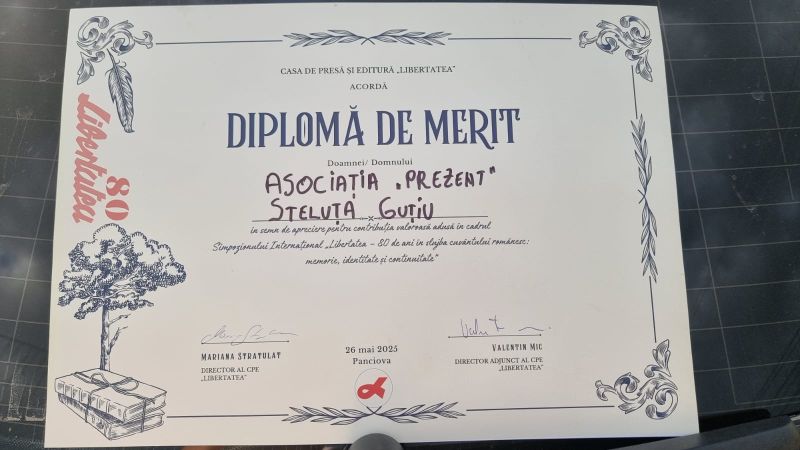 CASA DE PRESĂ ȘI EDITURĂ „LIBERTATEA”
ACORDĂ
Libertatea
80
DIPLOMĂ DE MERIT
Doamnei/ Domnului
ASOCIAȚIA „PREZENT”
STELUȚA GUȚIU
în semn de apreciere pentru contribuția valoroasă adusă în cadrul
Simpozionului Internațional „Libertatea – 80 de ani în slujba cuvântului românesc:
memorie, identitate și continuitate”
MARIANA STRATULAT
DIRECTOR AL CPE
„LIBERTATEA”
26 mai 2025
Panciova
VALENTIN MIC
DIRECTOR ADJUNCT AL CPE
„LIBERTATEA”